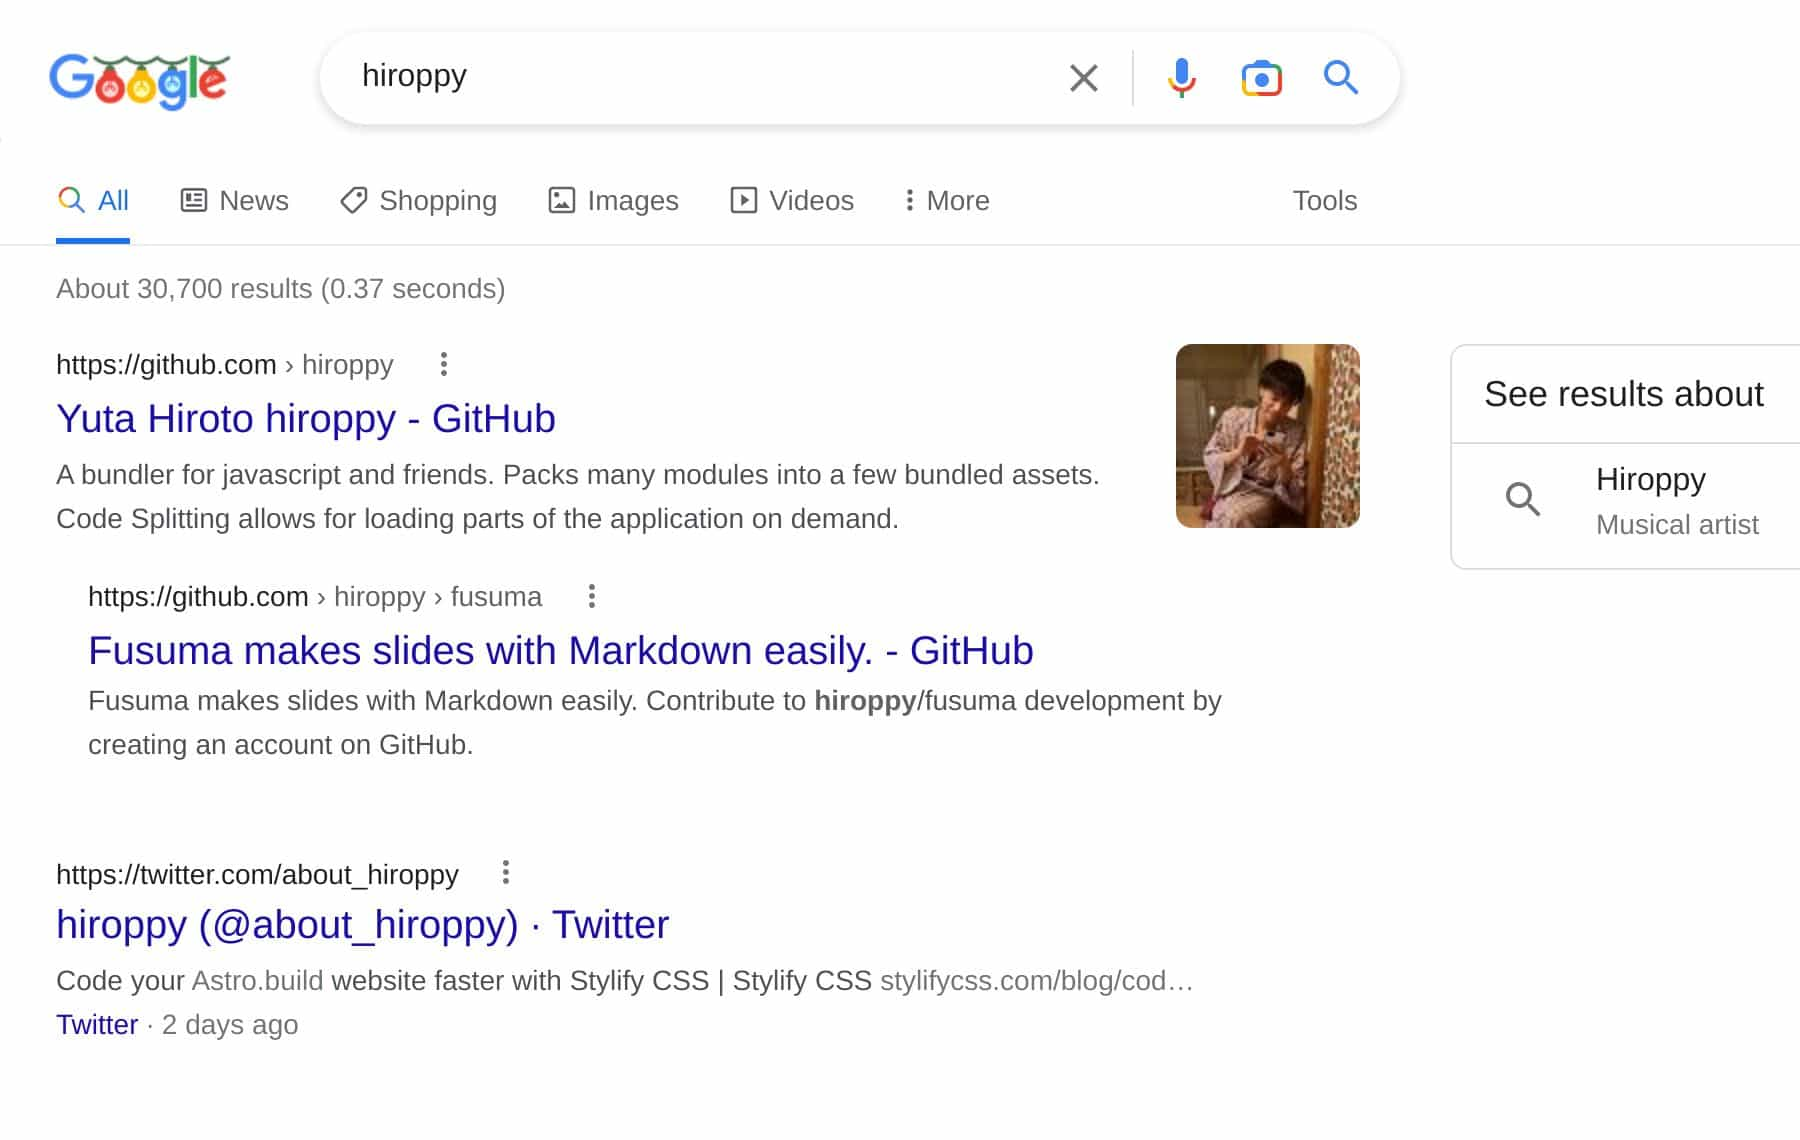 Google
hiroppy
All News Shopping Images Videos More Tools
About 30,700 results (0.37 seconds)
https://github.com › hiroppy
Yuta Hiroto hiroppy - GitHub
A bundler for javascript and friends. Packs many modules into a few bundled assets.
Code Splitting allows for loading parts of the application on demand.
https://github.com › hiroppy › fusuma
Fusuma makes slides with Markdown easily. - GitHub
Fusuma makes slides with Markdown easily. Contribute to hiroppy/fusuma development by
creating an account on GitHub.
https://twitter.com/about_hiroppy
hiroppy (@about_hiroppy) · Twitter
Code your Astro.build website faster with Stylify CSS | Stylify CSS stylifycss.com/blog/cod…
Twitter · 2 days ago
See results about
Hiroppy
Musical artist